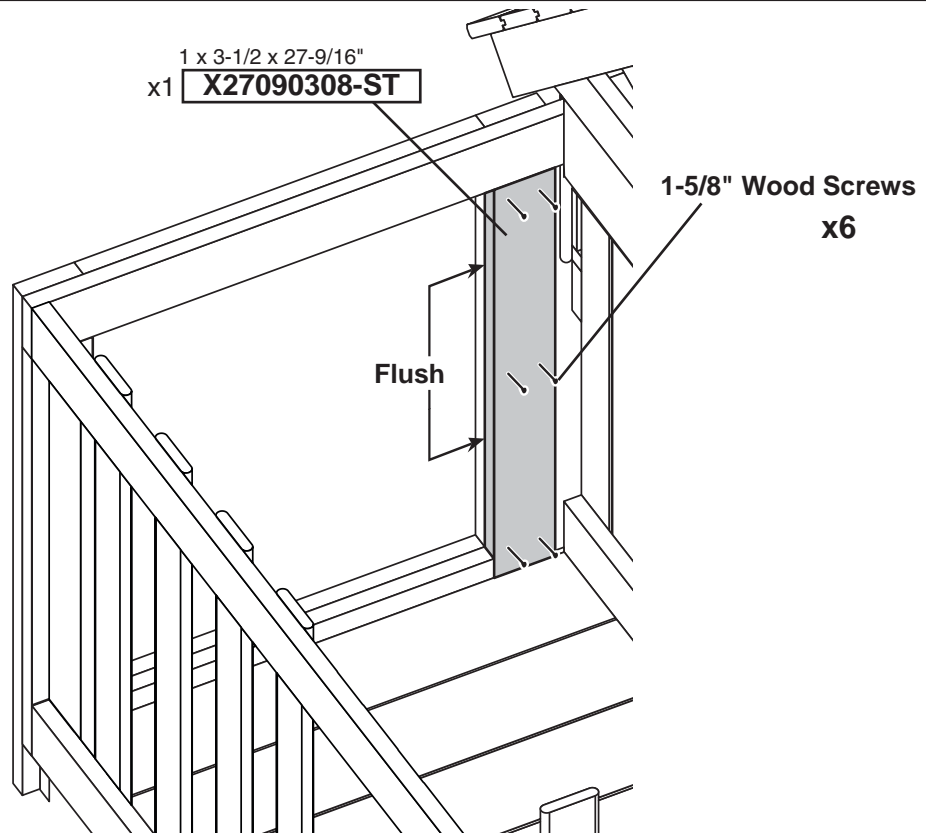 1 x 3-1/2 x 27-9/16"
x1 X27090308-ST
1-5/8" Wood Screws
x6
Flush